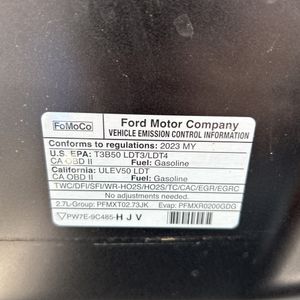 FoMoCo
Ford Motor Company
VEHICLE EMISSION CONTROL INFORMATION
Conforms to regulations: 2023 MY
U.S. EPA: T3B50 LDT3/LDT4
CA OBD II Fuel: Gasoline
California: ULEV50 LDT
CA OBD II Fuel: Gasoline
TWC/DFI/SFI/WR-HO2S/HO2S/TC/CAC/EGR/EGRC
No adjustments needed.
2.7L-Group: PFMXT02.73JK Evap: PFMXR0200GDG
PW7E-9C485-HJV